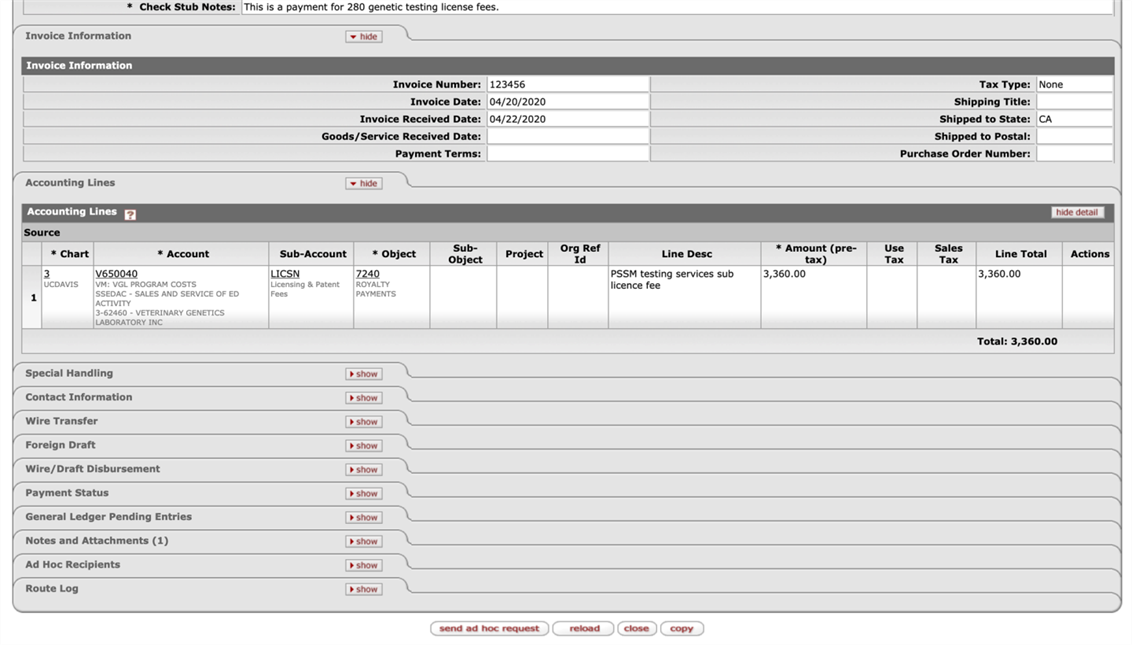 * Check Stub Notes: This is a payment for 280 genetic testing license fees.
Invoice Information hide
Invoice Information
Invoice Number: 123456 Tax Type: None
Invoice Date: 04/20/2020 Shipping Title:
Invoice Received Date: 04/22/2020 Shipped to State: CA
Goods/Service Received Date: Shipped to Postal:
Payment Terms: Purchase Order Number:
Accounting Lines hide
Accounting Lines ? hide detail
Source
* Chart * Account Sub-Account * Object Sub-Object Project Org Ref Id Line Desc * Amount (pre-tax) Use Tax Sales Tax Line Total Actions
1 3 V650040 LICSN 7240 PSSM testing services sub 3,360.00 3,360.00
UCDAVIS VM: VGL PROGRAM COSTS Licensing & Patent ROYALTY licence fee
SSEDAC - SALES AND SERVICE OF ED Fees PAYMENTS
ACTIVITY
3-62460 - VETERINARY GENETICS
LABORATORY INC
Total: 3,360.00
Special Handling show
Contact Information show
Wire Transfer show
Foreign Draft show
Wire/Draft Disbursement show
Payment Status show
General Ledger Pending Entries show
Notes and Attachments (1) show
Ad Hoc Recipients show
Route Log show
send ad hoc request reload close copy